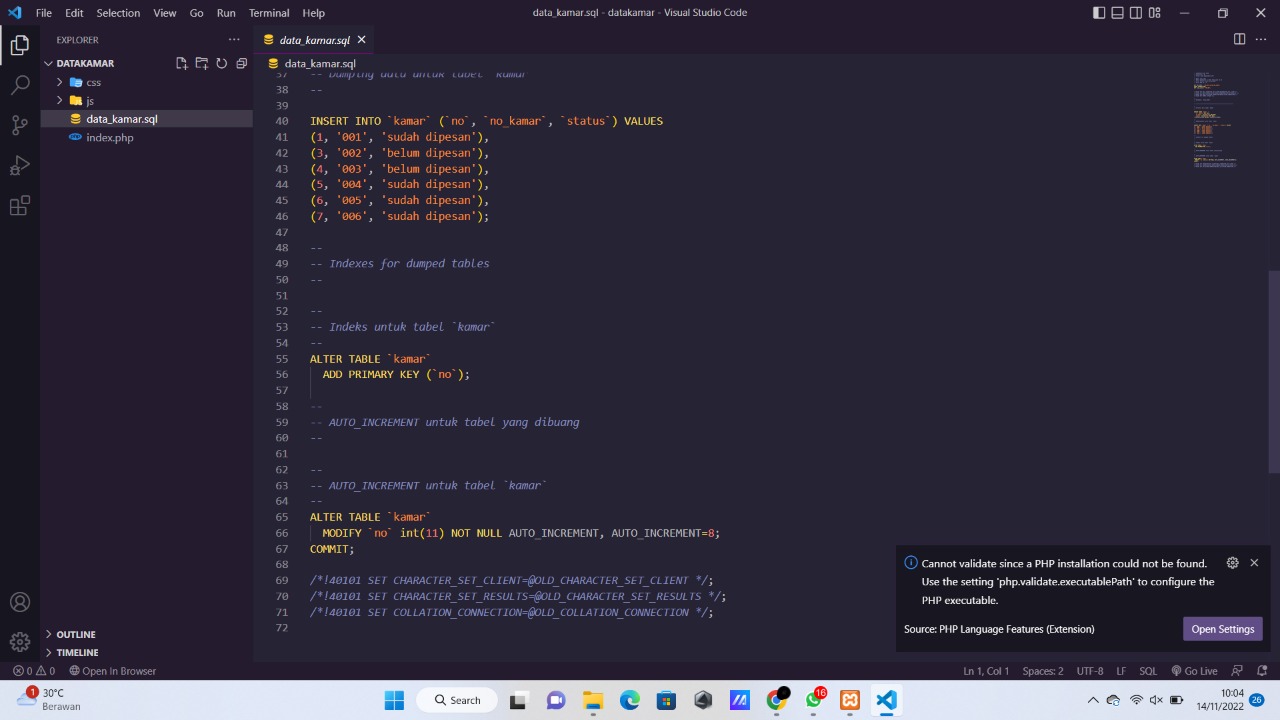 File Edit Selection View Go Run Terminal Help
data_kamar.sql - datakamar - Visual Studio Code
EXPLORER
DATAKAMAR
css
js
data_kamar.sql
index.php
data_kamar.sql
data_kamar.sql
37 -- Dumping data untuk tabel `kamar`
38 --
39
40 INSERT INTO `kamar` (`no`, `no_kamar`, `status`) VALUES
41 (1, '001', 'sudah dipesan'),
42 (3, '002', 'belum dipesan'),
43 (4, '003', 'belum dipesan'),
44 (5, '004', 'sudah dipesan'),
45 (6, '005', 'sudah dipesan'),
46 (7, '006', 'sudah dipesan');
47
48 --
49 -- Indexes for dumped tables
50 --
51
52 --
53 -- Indeks untuk tabel `kamar`
54 --
55 ALTER TABLE `kamar`
56 ADD PRIMARY KEY (`no`);
57
58 --
59 -- AUTO_INCREMENT untuk tabel yang dibuang
60 --
61
62 --
63 -- AUTO_INCREMENT untuk tabel `kamar`
64 --
65 ALTER TABLE `kamar`
66 MODIFY `no` int(11) NOT NULL AUTO_INCREMENT, AUTO_INCREMENT=8;
67 COMMIT;
68
69 /*!40101 SET CHARACTER_SET_CLIENT=@OLD_CHARACTER_SET_CLIENT */;
70 /*!40101 SET CHARACTER_SET_RESULTS=@OLD_CHARACTER_SET_RESULTS */;
71 /*!40101 SET COLLATION_CONNECTION=@OLD_COLLATION_CONNECTION */;
72
Cannot validate since a PHP installation could not be found.
Use the setting 'php.validate.executablePath' to configure the
PHP executable.
Source: PHP Language Features (Extension)
Open Settings
OUTLINE
TIMELINE
0 0 Open In Browser
Ln 1, Col 1 Spaces: 2 UTF-8 LF SQL Go Live
1
30°C
Berawan
Search
16
10:04
14/11/2022
26